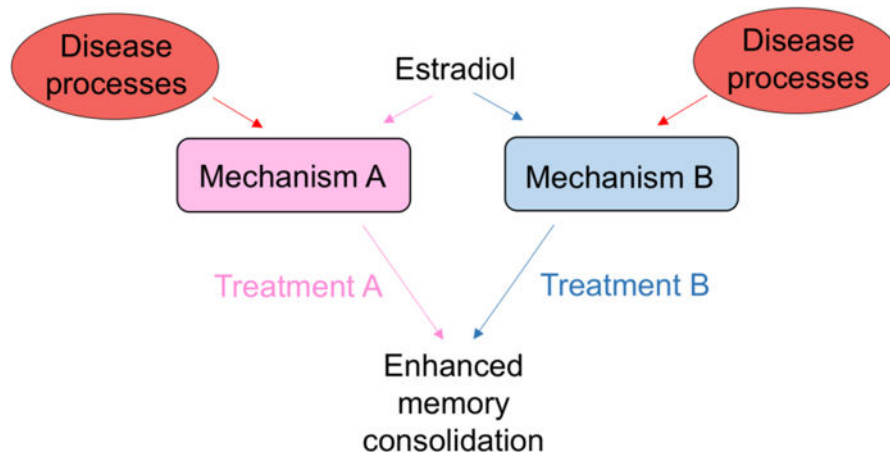 Disease
processes
Estradiol
Disease
processes
Mechanism A
Mechanism B
Treatment A
Treatment B
Enhanced
memory
consolidation